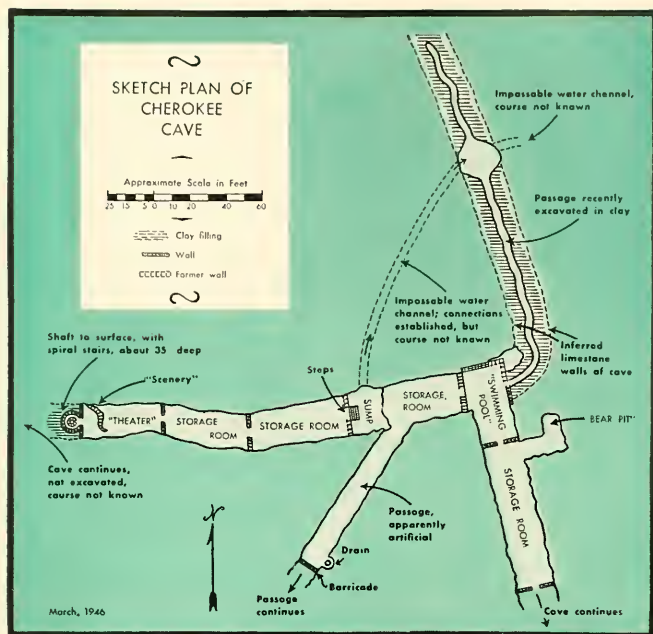 SKETCH PLAN OF
CHEROKEE
CAVE
Approximate Scale in Feet
25 15 5 0 10 20 40 60
Clay filling
Wall
Former wall
Impassable water channel,
course not known
Passage recently
excavated in clay
Impassable water
channel; connections
established, but
course not known
Inferred
limestone
walls of cave
Shaft to surface, with
spiral stairs, about 35 deep
"Scenery"
Steps
"THEATER"
STORAGE
ROOM
STORAGE ROOM
SUMP
STORAGE
ROOM
"SWIMMING
POOL"
BEAR PIT"
STORAGE ROOM
Cave continues,
not excavated,
course not known
Passage,
apparently
artificial
N
Drain
Barricade
Passage
continues
Cave continues
March, 1946